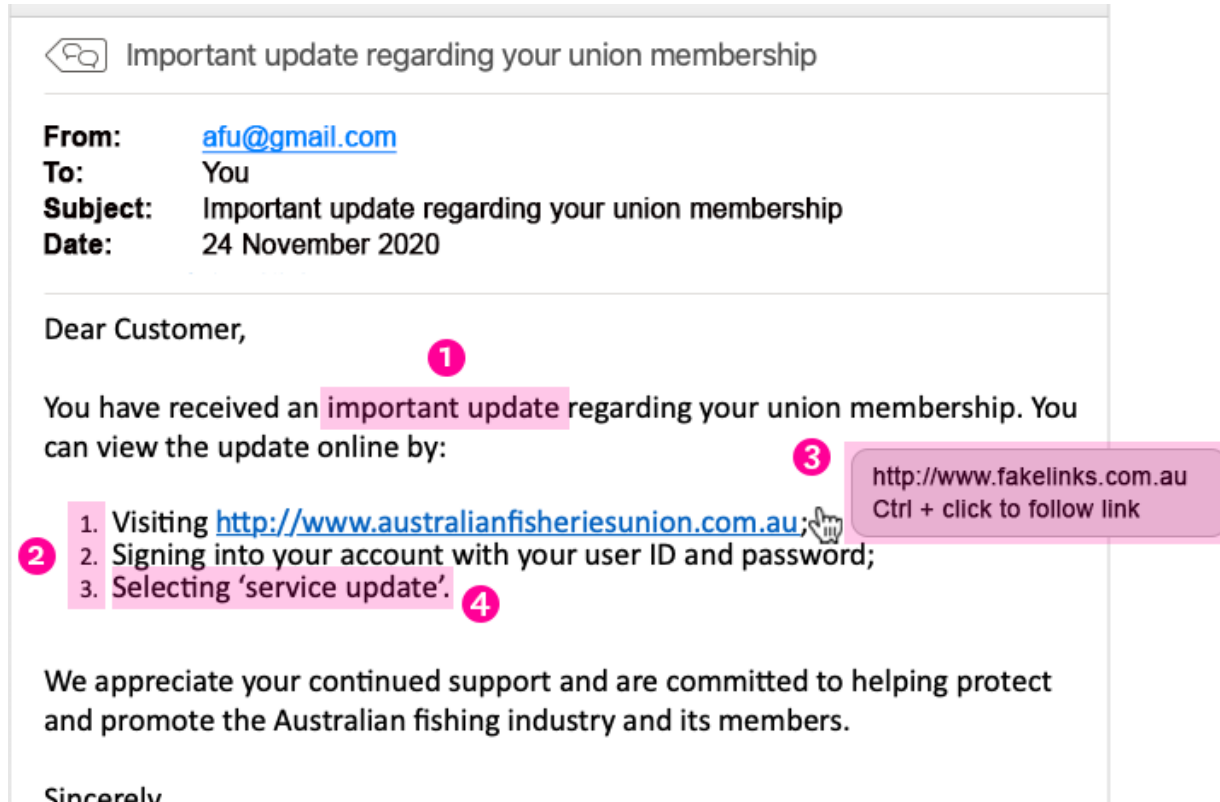 Important update regarding your union membership
From: afu@gmail.com
To: You
Subject: Important update regarding your union membership
Date: 24 November 2020
Dear Customer,
1
You have received an important update regarding your union membership. You
can view the update online by:
3
http://www.fakelinks.com.au
Ctrl + click to follow link
1. Visiting http://www.australianfisheriesunion.com.au;
2
2. Signing into your account with your user ID and password;
3. Selecting ‘service update’.
4
We appreciate your continued support and are committed to helping protect
and promote the Australian fishing industry and its members.
Sincerely